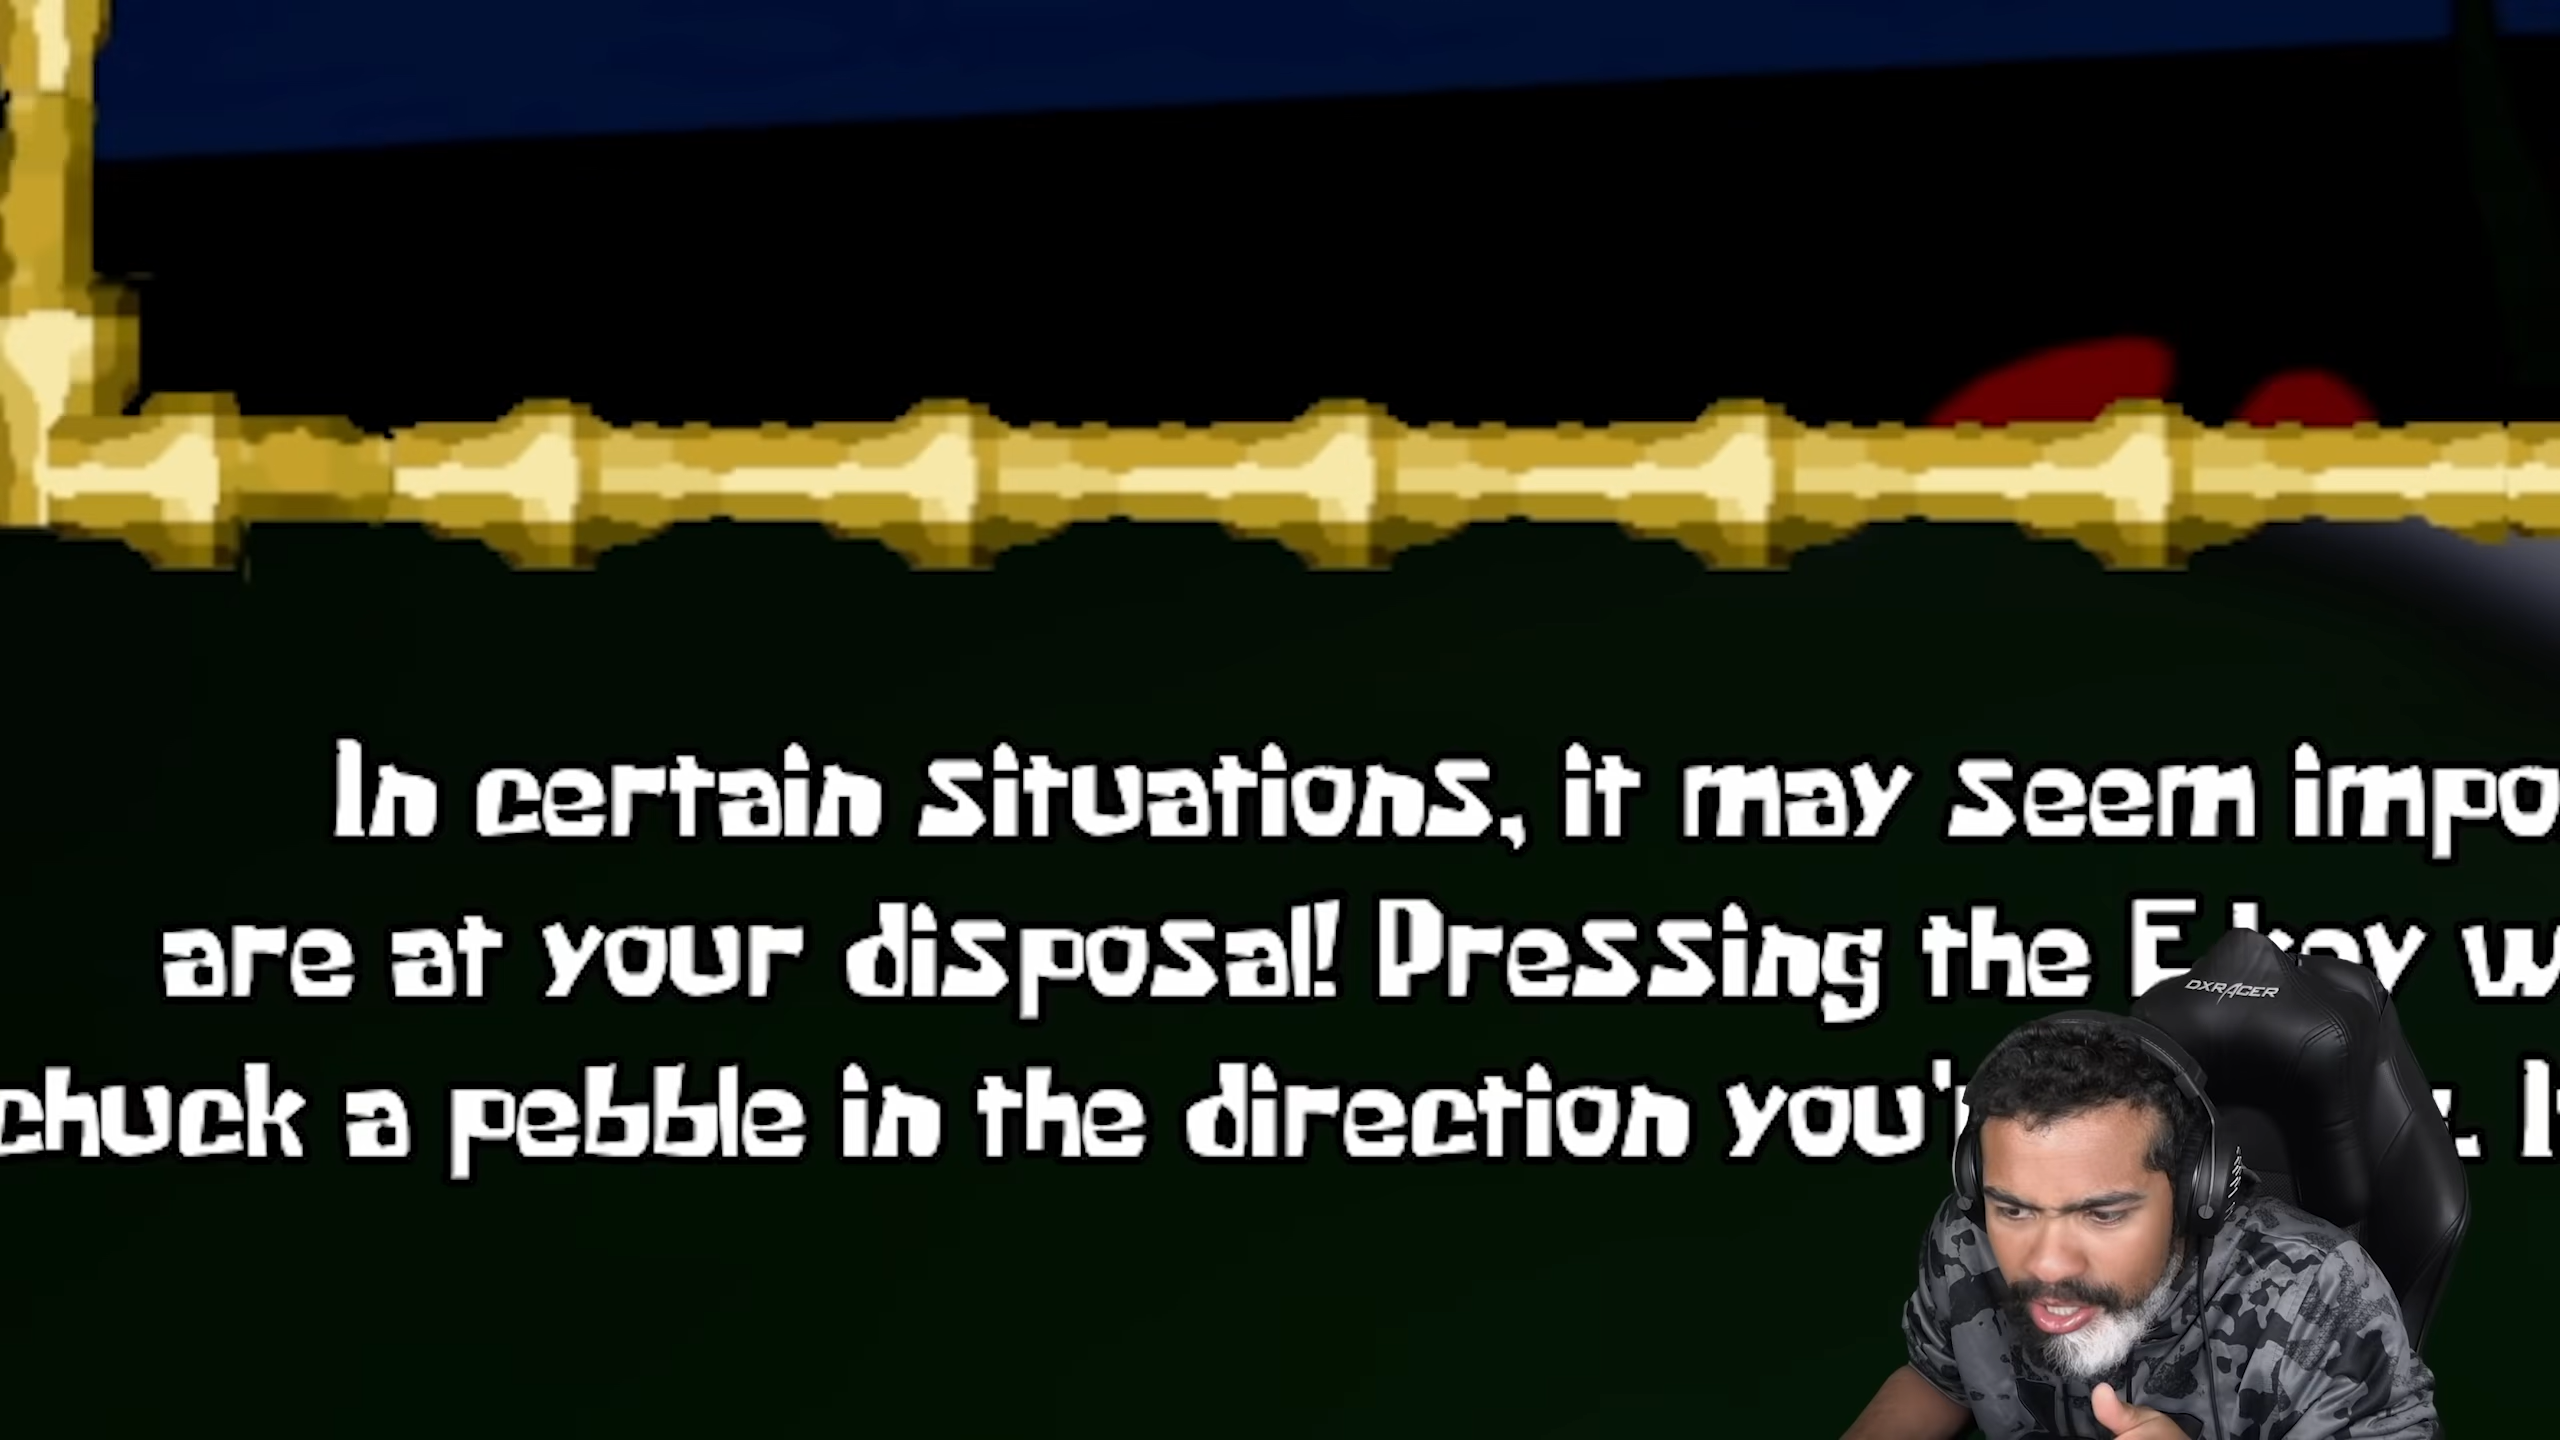 In certain situations, it may seem impo
are at your disposal! Pressing the E key w
chuck a pebble in the direction you'r
DXRACER